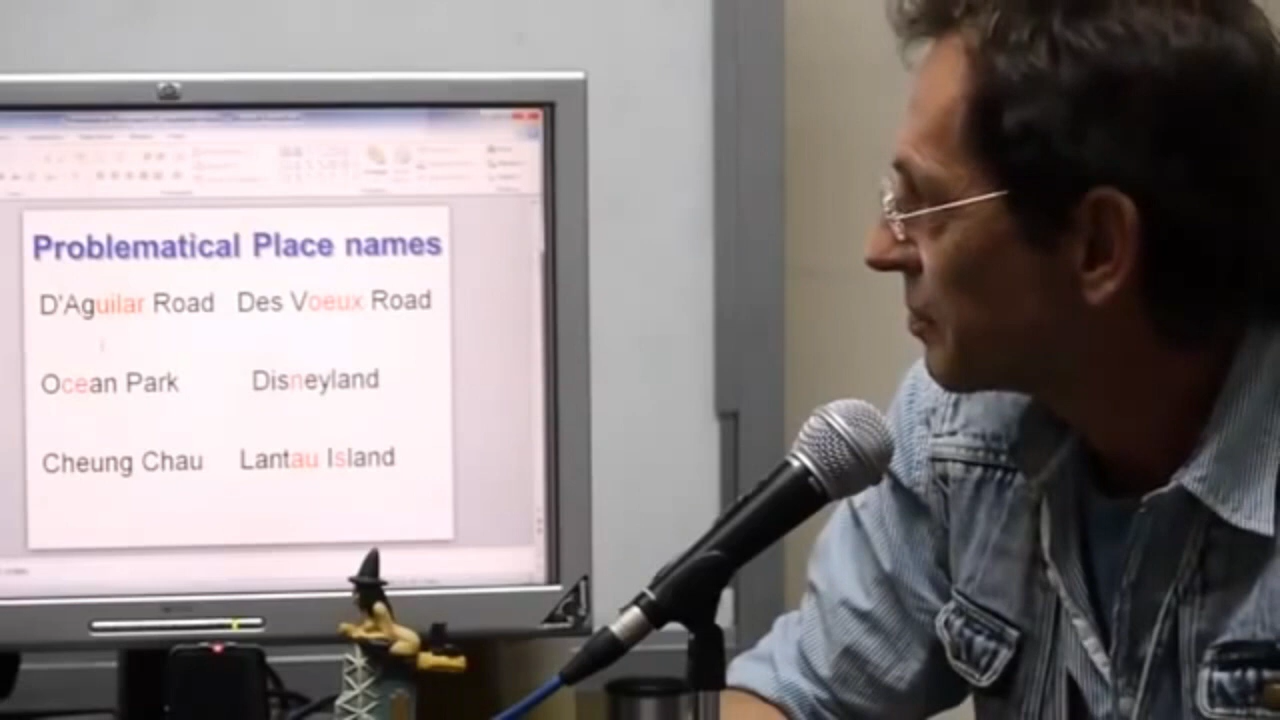 Problematical Place names
D'Aguilar Road Des Voeux Road
Ocean Park Disneyland
Cheung Chau Lantau Island